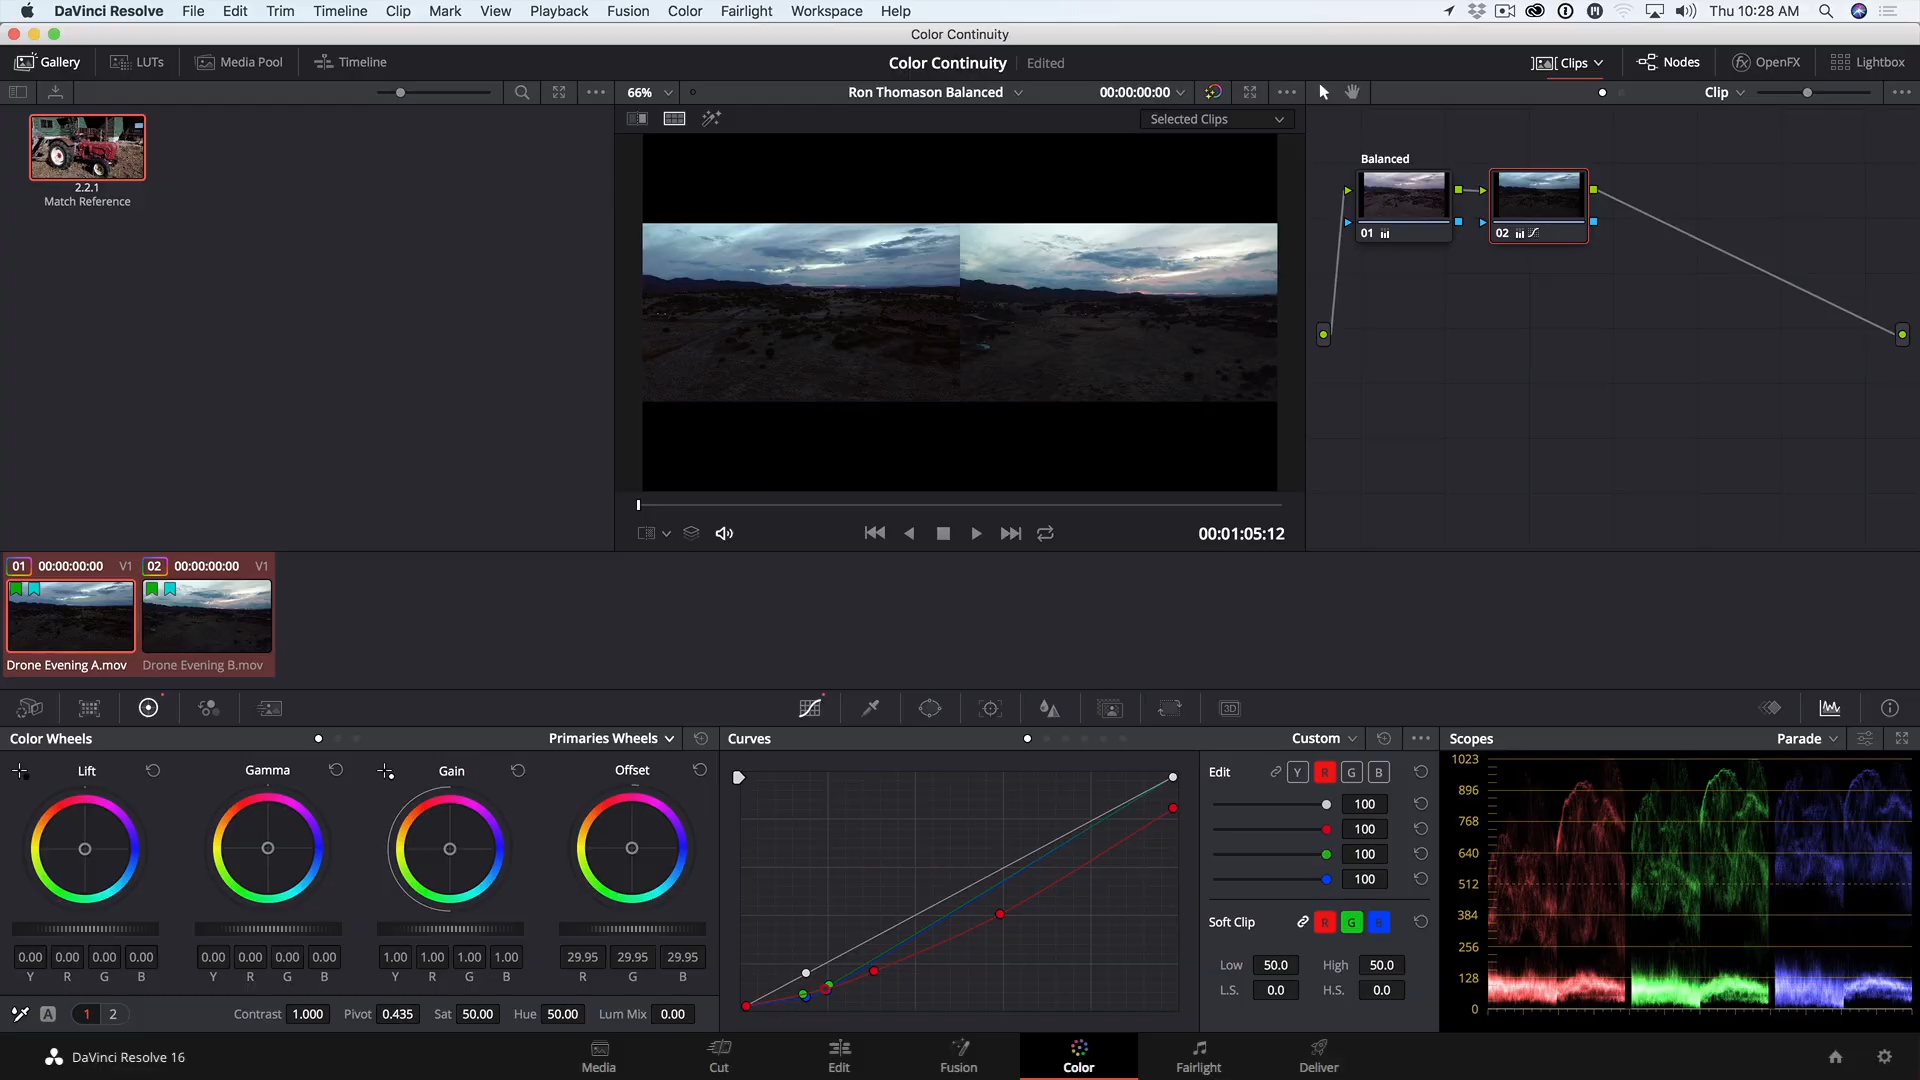 DaVinci Resolve File Edit Trim Timeline Clip Mark View Playback Fusion Color Fairlight Workspace Help Thu 10:28 AM
Color Continuity
Gallery LUTs Media Pool Timeline Color Continuity Edited Clips Nodes OpenFX Lightbox
66% Ron Thomason Balanced 00:00:00:00 Clip
Selected Clips
2.2.1
Match Reference
Balanced
01
02
00:01:05:12
01 00:00:00:00 V1 02 00:00:00:00 V1
Drone Evening A.mov Drone Evening B.mov
3D
Color Wheels Primaries Wheels Curves Custom Scopes Parade
Lift Gamma Gain Offset
0.00 0.00 0.00 0.00 0.00 0.00 0.00 0.00 1.00 1.00 1.00 1.00 29.95 29.95 29.95
Y R G B Y R G B Y R G B R G B
A 1 2 Contrast 1.000 Pivot 0.435 Sat 50.00 Hue 50.00 Lum Mix 0.00
Edit Y R G B
100
100
100
100
Soft Clip R G B
Low 50.0 High 50.0
L.S. 0.0 H.S. 0.0
1023
896
768
640
512
384
256
128
0
DaVinci Resolve 16 Media Cut Edit Fusion Color Fairlight Deliver